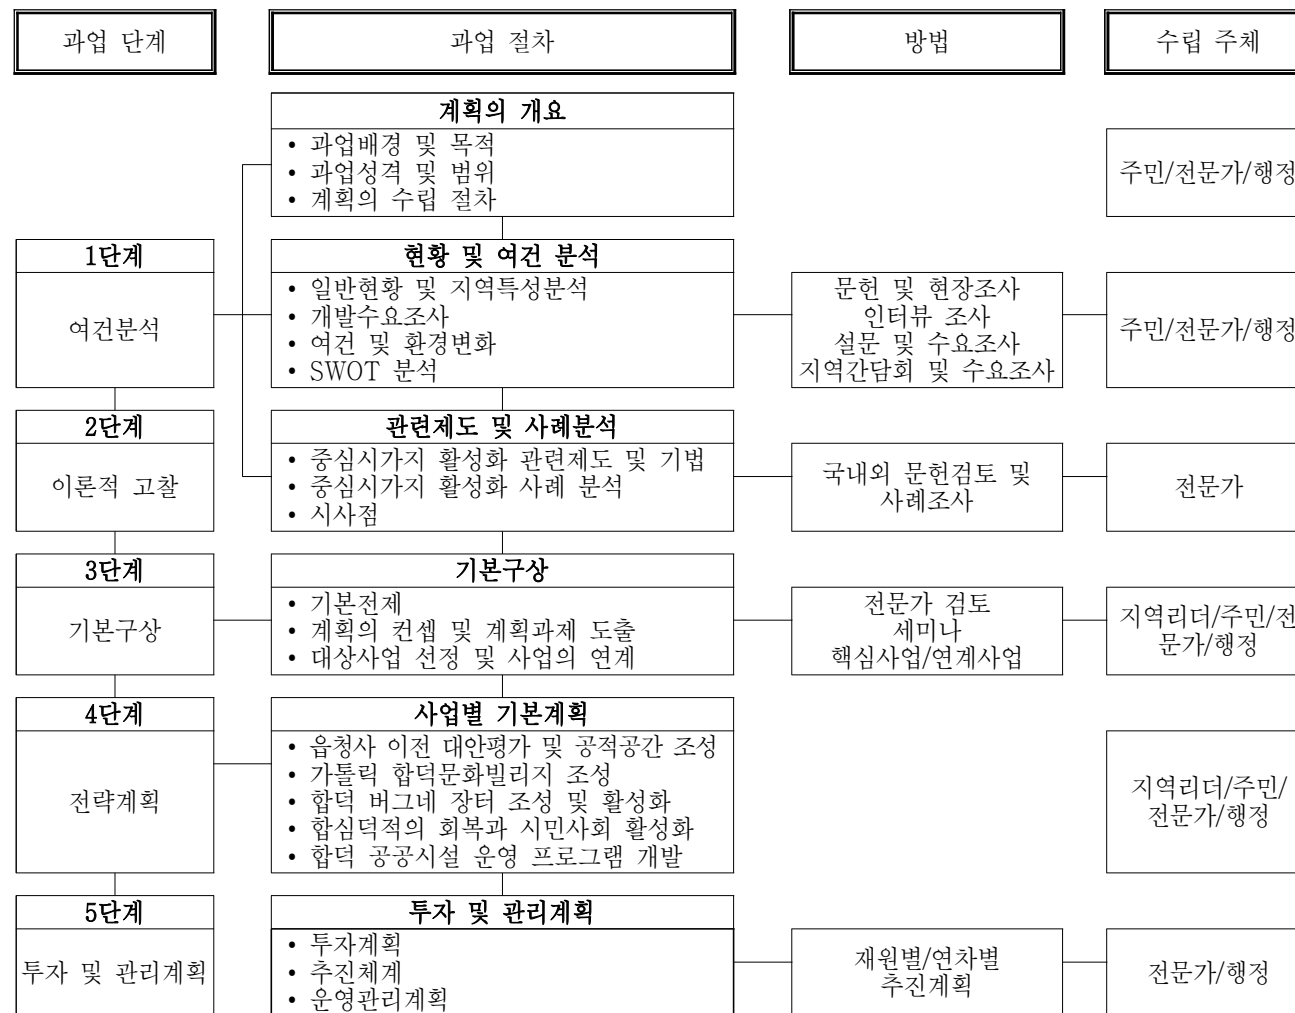 과업 단계
과업 절차
방법
수립 주체
계획의 개요
• 과업배경 및 목적
• 과업성격 및 범위
• 계획의 수립 절차
주민/전문가/행정
1단계
여건분석
현황 및 여건 분석
• 일반현황 및 지역특성분석
• 개발수요조사
• 여건 및 환경변화
• SWOT 분석
문헌 및 현장조사
인터뷰 조사
설문 및 수요조사
지역간담회 및 수요조사
주민/전문가/행정
2단계
이론적 고찰
관련제도 및 사례분석
• 중심시가지 활성화 관련제도 및 기법
• 중심시가지 활성화 사례 분석
• 시사점
국내외 문헌검토 및
사례조사
전문가
3단계
기본구상
기본구상
• 기본전제
• 계획의 컨셉 및 계획과제 도출
• 대상사업 선정 및 사업의 연계
전문가 검토
세미나
핵심사업/연계사업
지역리더/주민/전
문가/행정
4단계
전략계획
사업별 기본계획
• 읍청사 이전 대안평가 및 공적공간 조성
• 가톨릭 합덕문화빌리지 조성
• 합덕 버그네 장터 조성 및 활성화
• 합심덕적의 회복과 시민사회 활성화
• 합덕 공공시설 운영 프로그램 개발
지역리더/주민/
전문가/행정
5단계
투자 및 관리계획
투자 및 관리계획
• 투자계획
• 추진체계
• 운영관리계획
재원별/연차별
추진계획
전문가/행정